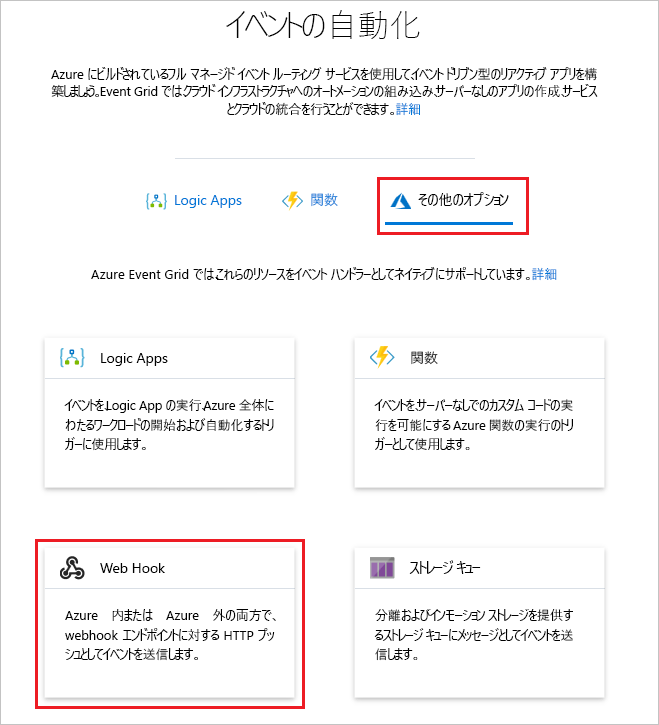 イベントの自動化
Azure にビルドされているフル マネージド イベント ルーティング サービスを使用してイベント ドリブン型のリアクティブ アプリを構
築しましょう。Event Grid ではクラウド インフラストラクチャへのオートメーションの組み込み、サーバーなしのアプリの作成、サービス
とクラウドの統合を行うことができます。詳細
Logic Apps
関数
その他のオプション
Azure Event Grid ではこれらのリソースをイベント ハンドラーとしてネイティブにサポートしています。詳細
Logic Apps
イベントを、Logic App の実行、Azure 全体に
わたるワークロードの開始および自動化するトリ
ガーに使用します。
関数
イベントを、サーバーなしでのカスタム コードの実
行を可能にする Azure 関数の実行のトリ
ガーとして使用します。
Web Hook
Azure 内または Azure 外の両方で、
webhook エンドポイントに対する HTTP プッ
シュとしてイベントを送信します。
ストレージ キュー
分離およびインモーション ストレージを提供す
るストレージ キューにメッセージとしてイベントを送
信します。